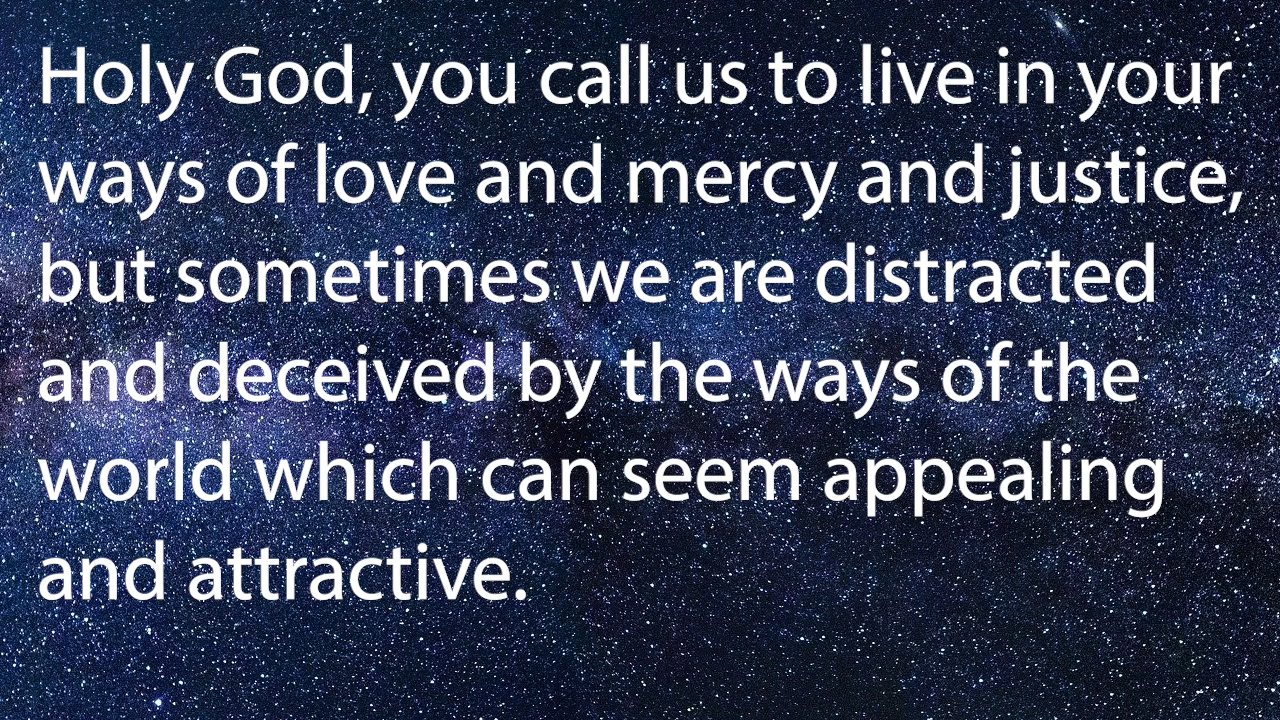 Holy God, you call us to live in your
ways of love and mercy and justice,
but sometimes we are distracted
and deceived by the ways of the
world which can seem appealing
and attractive.